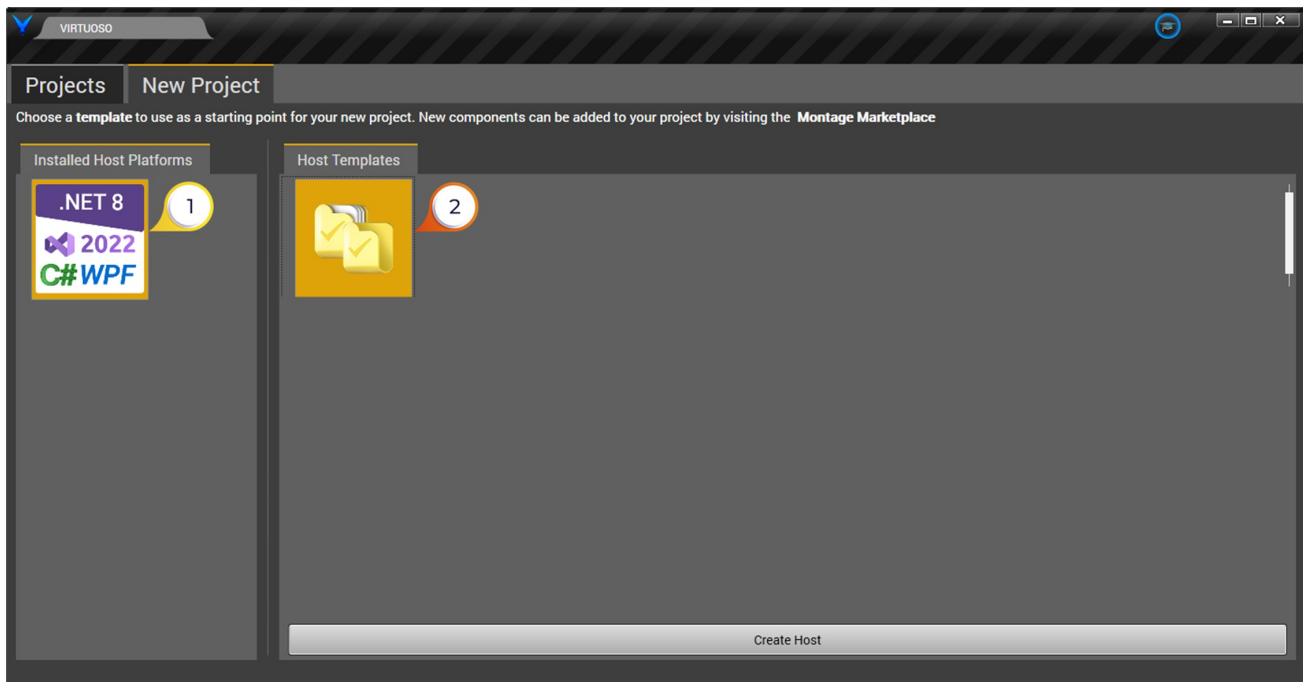 VIRTUOSO
Projects
New Project
Choose a template to use as a starting point for your new project. New components can be added to your project by visiting the Montage Marketplace
Installed Host Platforms
Host Templates
.NET 8
2022
C# WPF
1
2
Create Host